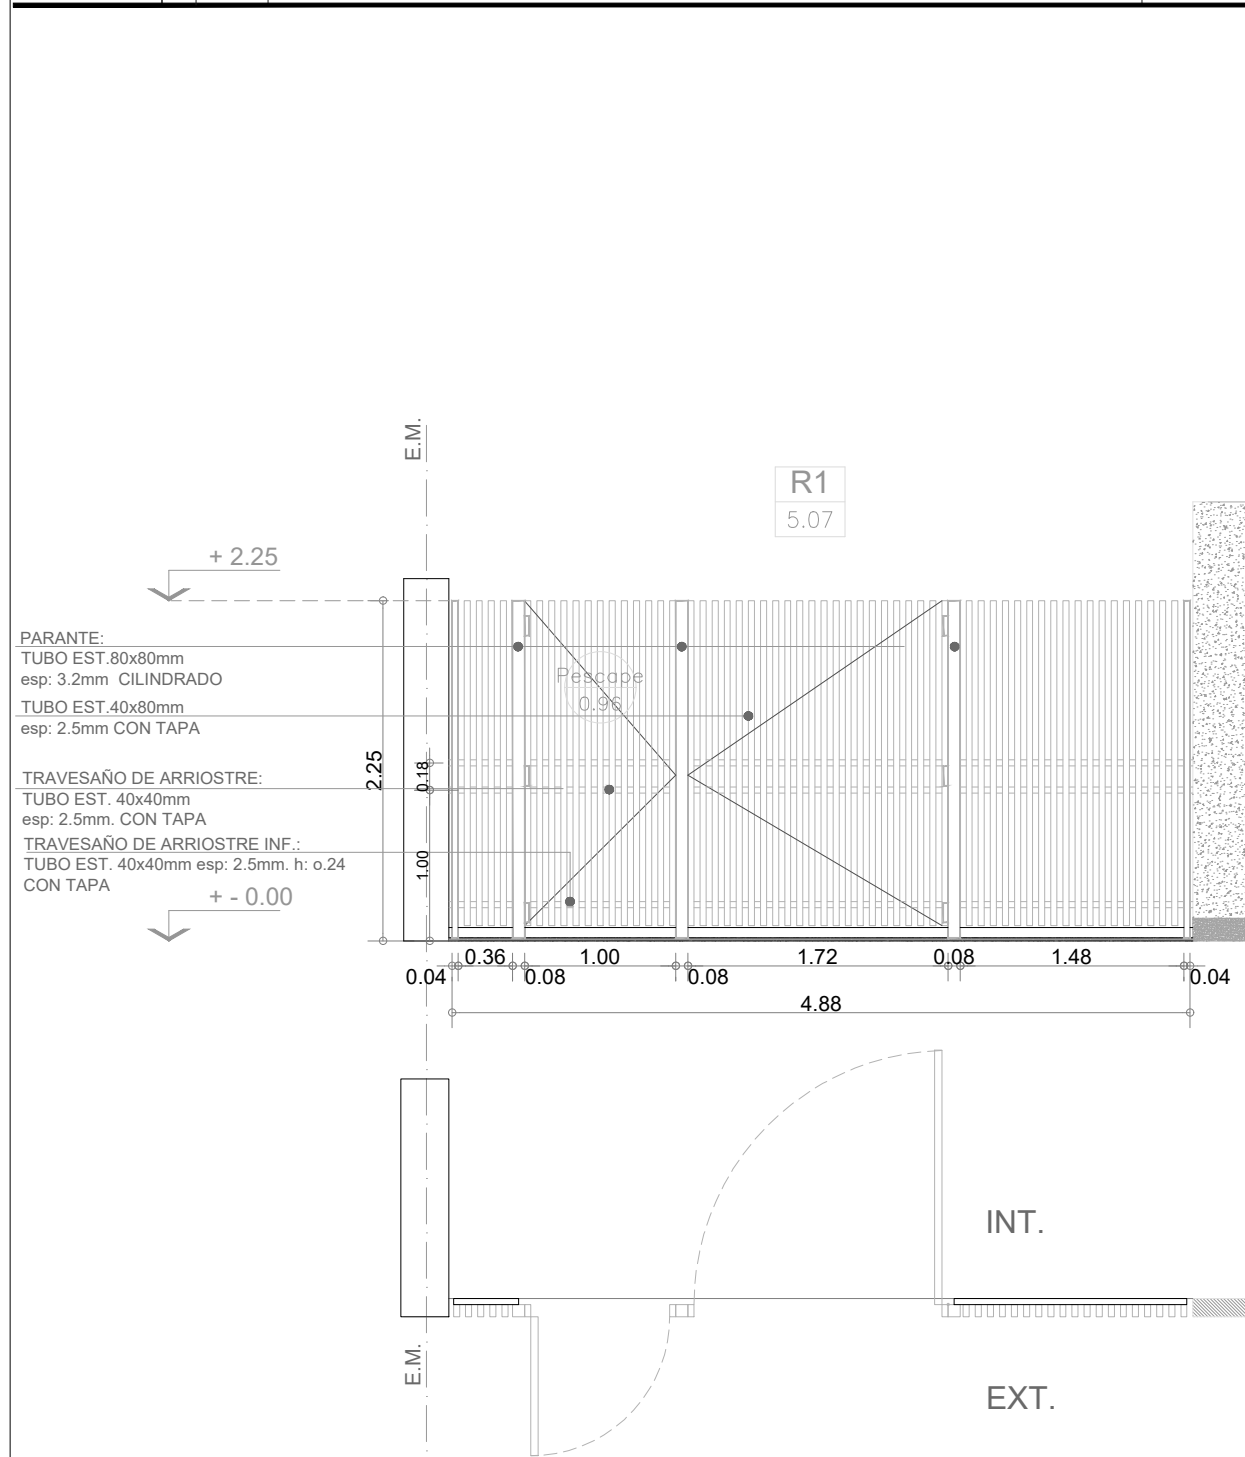 E.M.
R1
5.07
+ 2.25
PARANTE:
TUBO EST.80x80mm
esp: 3.2mm  CILINDRADO
TUBO EST.40x80mm
esp: 2.5mm CON TAPA
Pescape
0.96
2.25
0.18
TRAVESAÑO DE ARRIOSTRE:
TUBO EST. 40x40mm
esp: 2.5mm. CON TAPA
TRAVESAÑO DE ARRIOSTRE INF.:
TUBO EST. 40x40mm esp: 2.5mm. h: o.24
CON TAPA
1.00
+ - 0.00
0.36 1.00 1.72 0.08 1.48
0.04 0.08 0.08 0.04
4.88
INT.
E.M.
EXT.